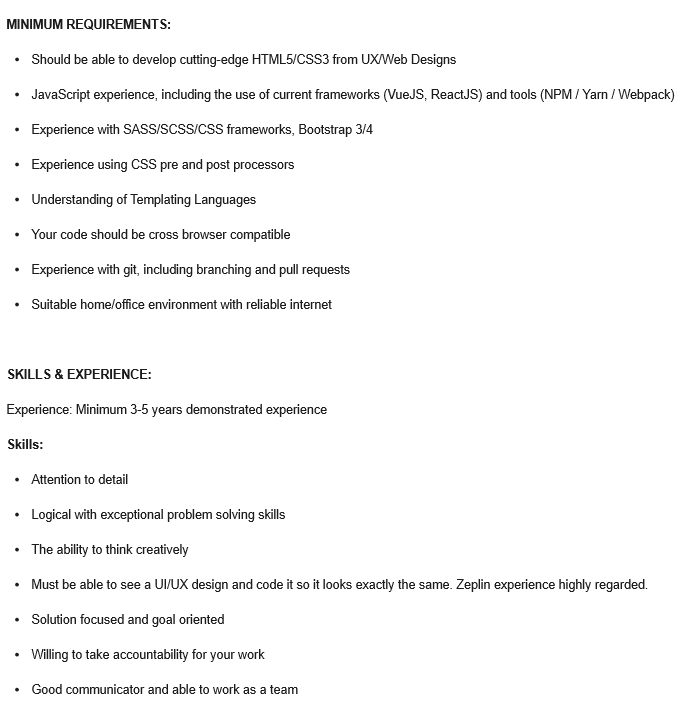 MINIMUM REQUIREMENTS:
• Should be able to develop cutting-edge HTML5/CSS3 from UX/Web Designs
• JavaScript experience, including the use of current frameworks (VueJS, ReactJS) and tools (NPM / Yarn / Webpack)
• Experience with SASS/SCSS/CSS frameworks, Bootstrap 3/4
• Experience using CSS pre and post processors
• Understanding of Templating Languages
• Your code should be cross browser compatible
• Experience with git, including branching and pull requests
• Suitable home/office environment with reliable internet
SKILLS & EXPERIENCE:
Experience: Minimum 3-5 years demonstrated experience
Skills:
• Attention to detail
• Logical with exceptional problem solving skills
• The ability to think creatively
• Must be able to see a UI/UX design and code it so it looks exactly the same. Zeplin experience highly regarded.
• Solution focused and goal oriented
• Willing to take accountability for your work
• Good communicator and able to work as a team